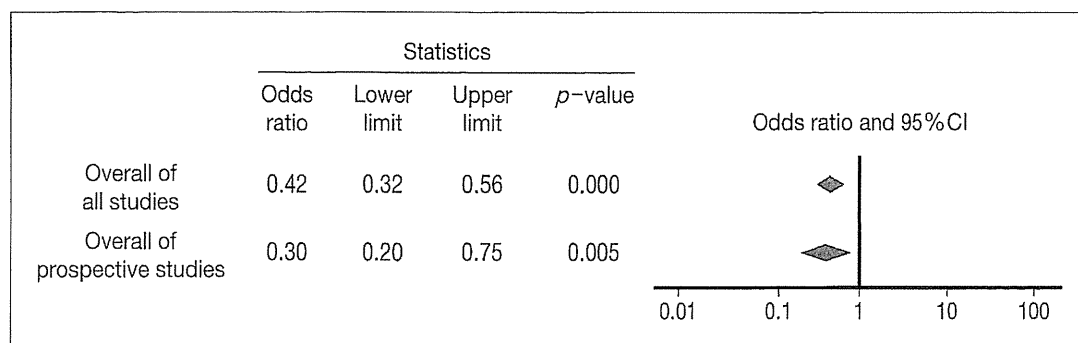 Statistics
Odds ratio Lower limit Upper limit p-value
Odds ratio and 95%CI
Overall of all studies 0.42 0.32 0.56 0.000
Overall of prospective studies 0.30 0.20 0.75 0.005
0.01 0.1 1 10 100